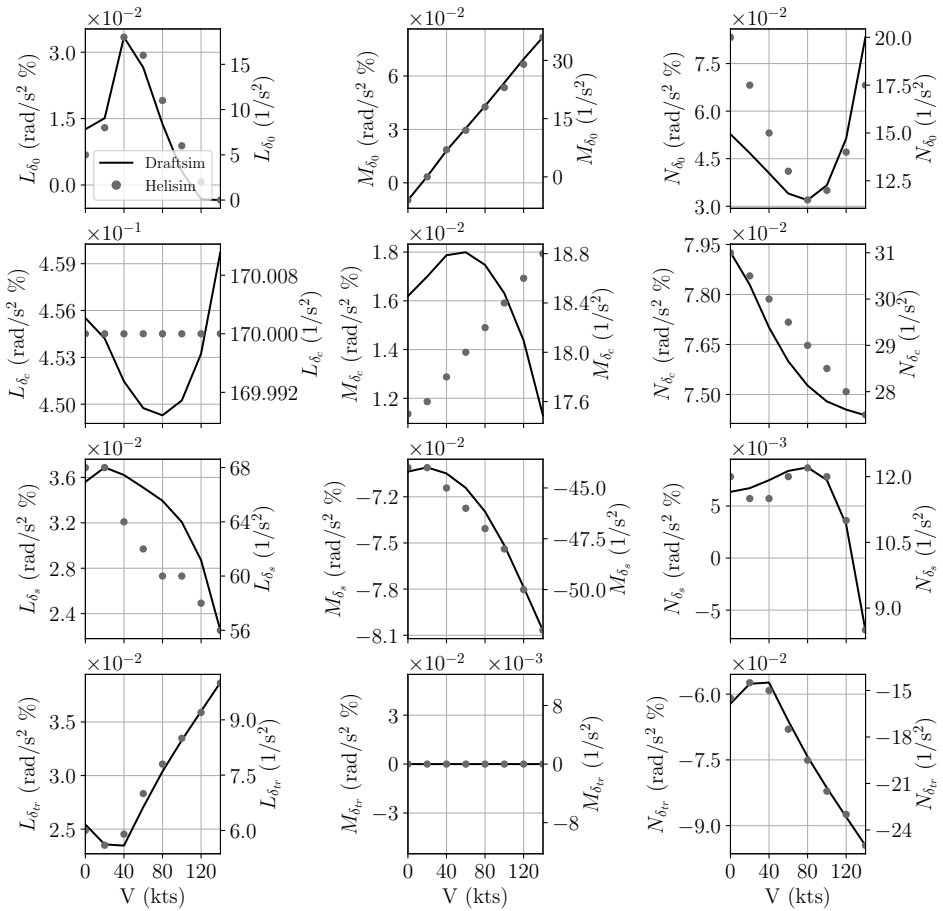 ×10⁻² ×10⁻² ×10⁻²
L_δ0 (rad/s² %) 3.0 1.5 0.0 15 10 5 0 L_δ0 (1/s²)
Draftsim
Helisim
M_δ0 (rad/s² %) 6 3 0 30 15 0 M_δ0 (1/s²)
N_δ0 (rad/s² %) 7.5 6.0 4.5 3.0 20.0 17.5 15.0 12.5 N_δ0 (1/s²)
×10⁻¹ ×10⁻² ×10⁻²
L_δc (rad/s² %) 4.59 4.56 4.53 4.50 170.008 170.000 169.992 L_δc (1/s²)
M_δc (rad/s² %) 1.8 1.6 1.4 1.2 18.8 18.4 18.0 17.6 M_δc (1/s²)
N_δc (rad/s² %) 7.95 7.80 7.65 7.50 31 30 29 28 N_δc (1/s²)
×10⁻² ×10⁻² ×10⁻³
L_δs (rad/s² %) 3.6 3.2 2.8 2.4 68 64 60 56 L_δs (1/s²)
M_δs (rad/s² %) −7.2 −7.5 −7.8 −8.1 −45.0 −47.5 −50.0 M_δs (1/s²)
N_δs (rad/s² %) 5 0 −5 12.0 10.5 9.0 N_δs (1/s²)
×10⁻² ×10⁻² ×10⁻³ ×10⁻²
L_δtr (rad/s² %) 3.5 3.0 2.5 9.0 7.5 6.0 L_δtr (1/s²)
M_δtr (rad/s² %) 3 0 −3 8 0 −8 M_δtr (1/s²)
N_δtr (rad/s² %) −6.0 −7.5 −9.0 −15 −18 −21 −24 N_δtr (1/s²)
0 40 80 120 0 40 80 120 0 40 80 120
V (kts) V (kts) V (kts)